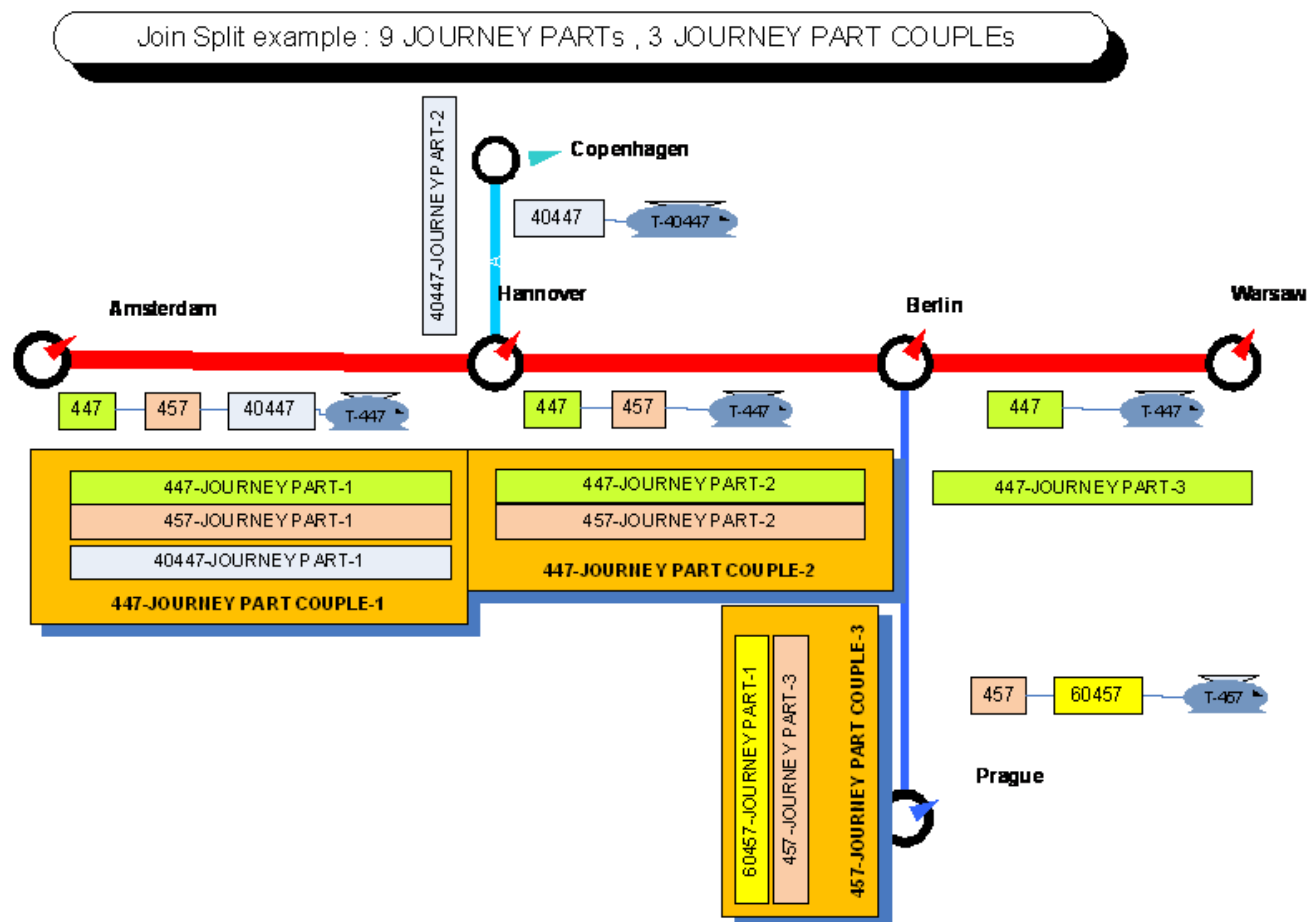 Join Split example : 9 JOURNEY PARTs , 3 JOURNEY PART COUPLEs
40447-JOURNEY PART-2
Copenhagen
40447
T-40447
A
Amsterdam
Hannover
Berlin
Warsaw
447
457
40447
T-447
447
457
T-447
447
T-447
447-JOURNEY PART-1
457-JOURNEY PART-1
40447-JOURNEY PART-1
447-JOURNEY PART COUPLE-1
447-JOURNEY PART-2
457-JOURNEY PART-2
447-JOURNEY PART COUPLE-2
447-JOURNEY PART-3
60457-JOURNEY PART-1
457-JOURNEY PART-3
457-JOURNEY PART COUPLE-3
457
60457
T-457
Prague